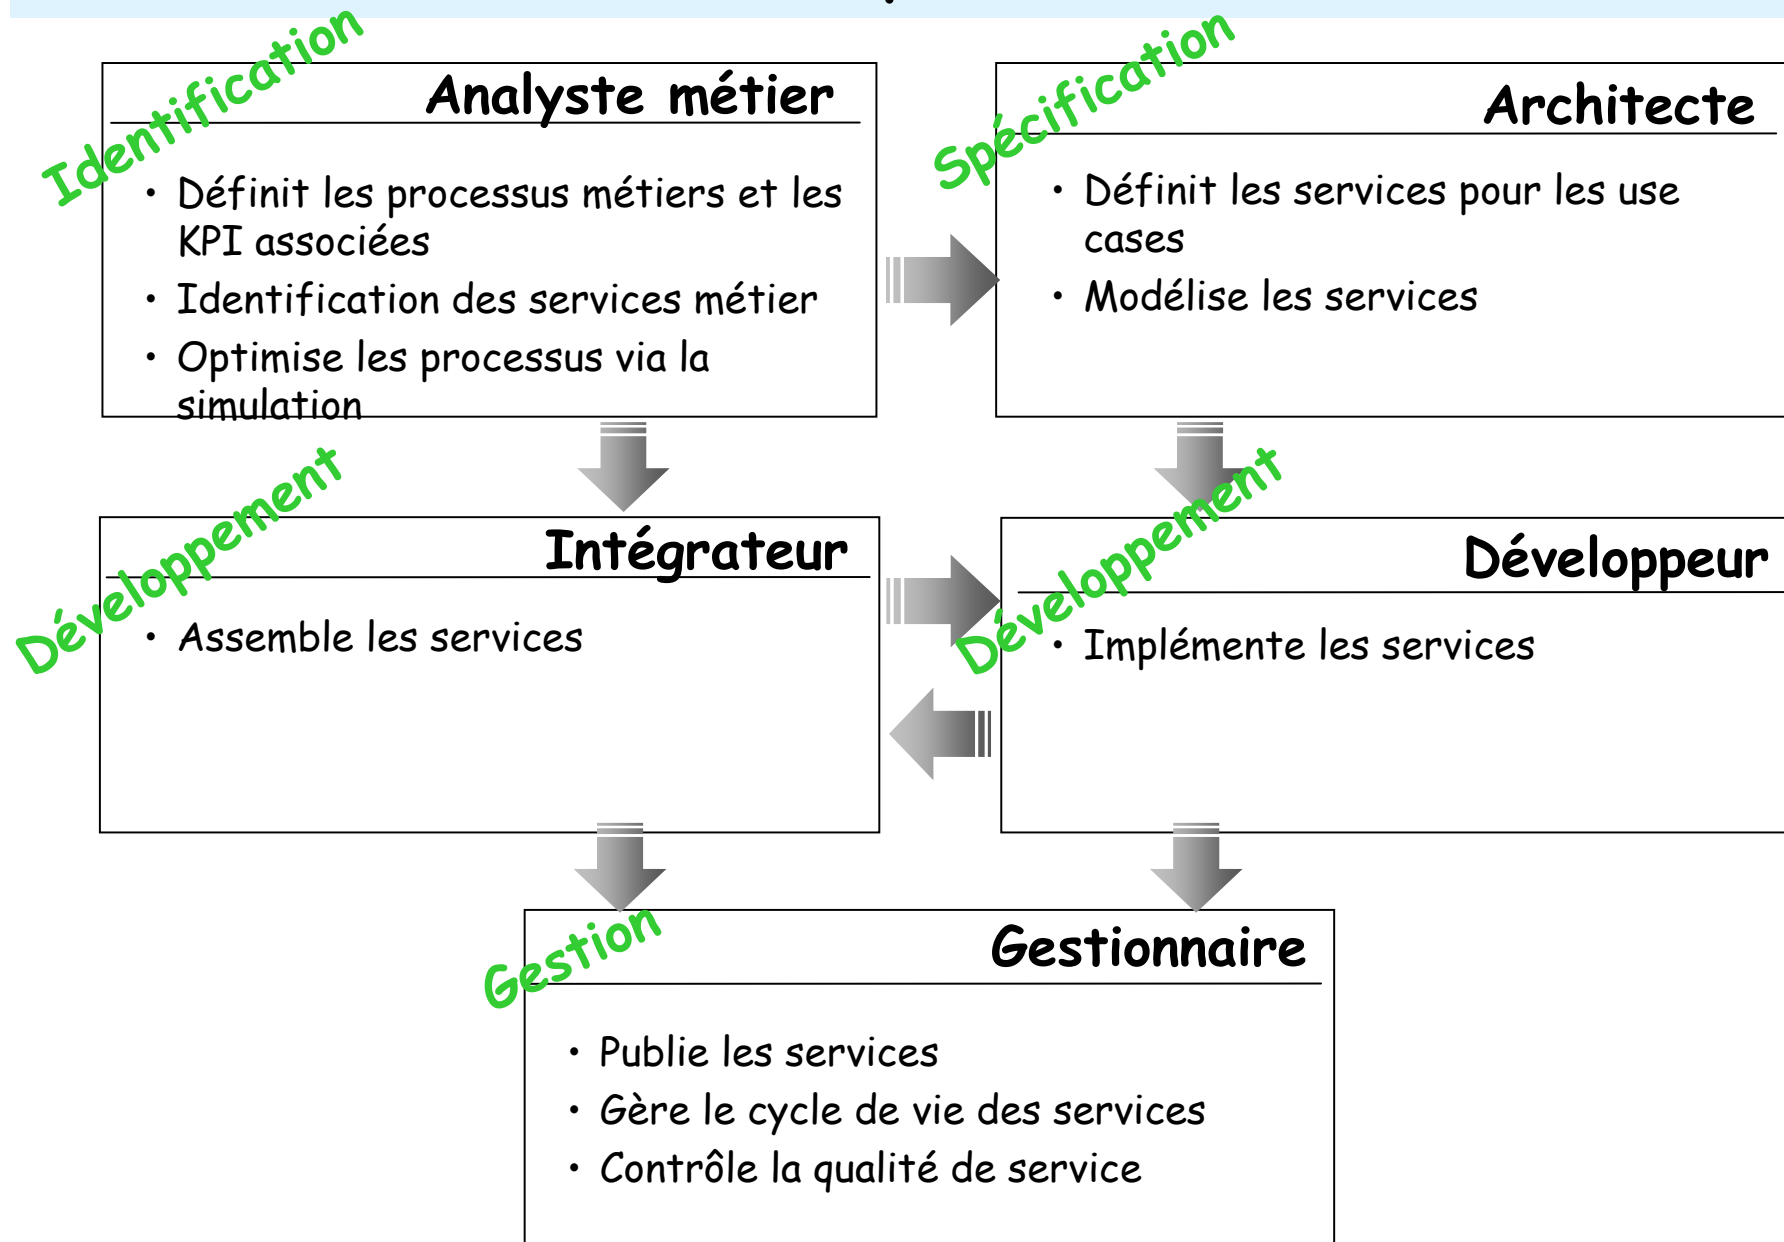 Identification
Analyste métier
• Définit les processus métiers et les
KPI associées
• Identification des services métier
• Optimise les processus via la
simulation
Spécification
Architecte
• Définit les services pour les use
cases
• Modélise les services
Développement
Intégrateur
• Assemble les services
Développement
Développeur
• Implémente les services
Gestion
Gestionnaire
• Publie les services
• Gère le cycle de vie des services
• Contrôle la qualité de service